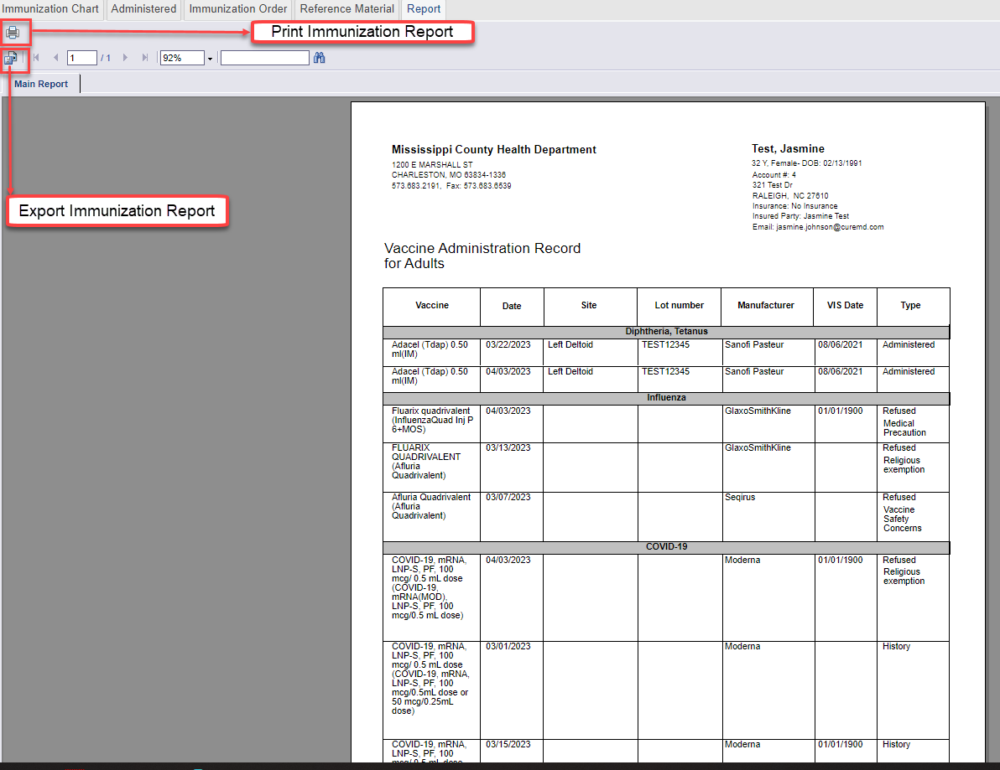 Immunization Chart Administered Immunization Order Reference Material Report
Print Immunization Report
1 / 1 92%
Main Report
Export Immunization Report
Mississippi County Health Department
1200 E MARSHALL ST
CHARLESTON, MO 63834-1336
573.683.2191, Fax: 573.683.6539
Test, Jasmine
32 Y, Female- DOB: 02/13/1991
Account #: 4
321 Test Dr
RALEIGH, NC 27610
Insurance: No Insurance
Insured Party: Jasmine Test
Email: jasmine.johnson@curemd.com
Vaccine Administration Record
for Adults
Vaccine Date Site Lot number Manufacturer VIS Date Type
Diphtheria, Tetanus
Adacel (Tdap) 0.50 03/22/2023 Left Deltoid TEST12345 Sanofi Pasteur 08/06/2021 Administered
ml(IM)
Adacel (Tdap) 0.50 04/03/2023 Left Deltoid TEST12345 Sanofi Pasteur 08/06/2021 Administered
ml(IM)
Influenza
Fluarix quadrivalent 04/03/2023 GlaxoSmithKline 01/01/1900 Refused
(InfluenzaQuad Inj P Medical
6+MOS) Precaution
FLUARIX 03/13/2023 GlaxoSmithKline Refused
QUADRIVALENT Religious
(Afluria exemption
Quadrivalent)
Afluria Quadrivalent 03/07/2023 Seqirus Refused
(Afluria Vaccine
Quadrivalent) Safety
Concerns
COVID-19
COVID-19, mRNA, 04/03/2023 Moderna 01/01/1900 Refused
LNP-S, PF, 100 Religious
mcg/ 0.5 mL dose exemption
(COVID-19,
mRNA(MOD),
LNP-S, PF, 100
mcg/0.5 mL dose)
COVID-19, mRNA, 03/01/2023 Moderna History
LNP-S, PF, 100
mcg/ 0.5 mL dose
(COVID-19, mRNA,
LNP-S, PF, 100
mcg/0.5mL dose or
50 mcg/0.25mL
dose)
COVID-19, mRNA, 03/15/2023 Moderna 01/01/1900 History
LNP-S, PF, 100
mcg/0.5 mL dose